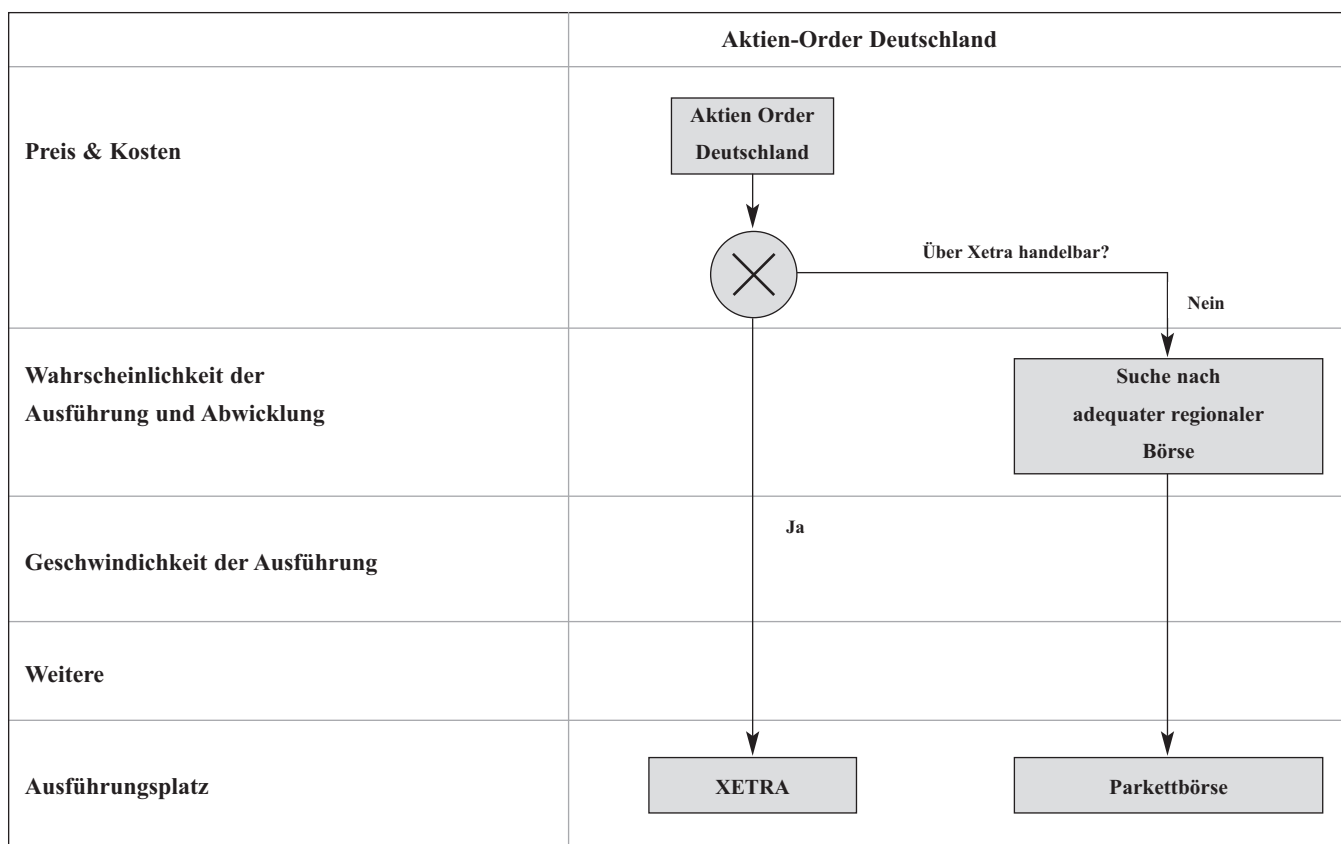 Aktien-Order Deutschland
Preis & Kosten
Aktien Order
Deutschland
Über Xetra handelbar?
Nein
Wahrscheinlichkeit der
Ausführung und Abwicklung
Suche nach
adequater regionaler
Börse
Ja
Geschwindichkeit der Ausführung
Weitere
Ausführungsplatz
XETRA
Parkettbörse